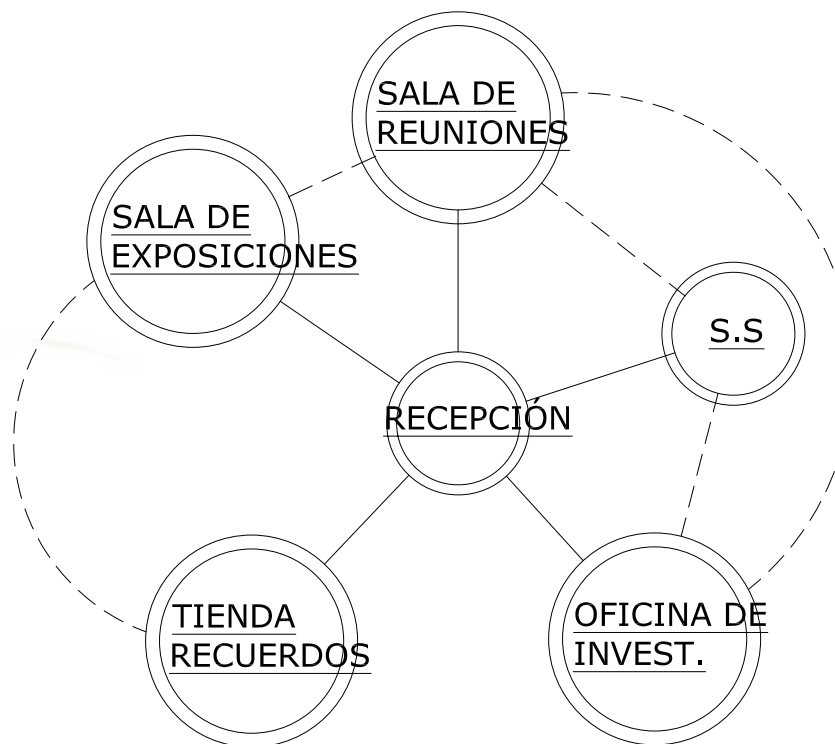 SALA DE
REUNIONES
SALA DE
EXPOSICIONES
S.S
RECEPCIÓN
TIENDA
RECUERDOS
OFICINA DE
INVEST.